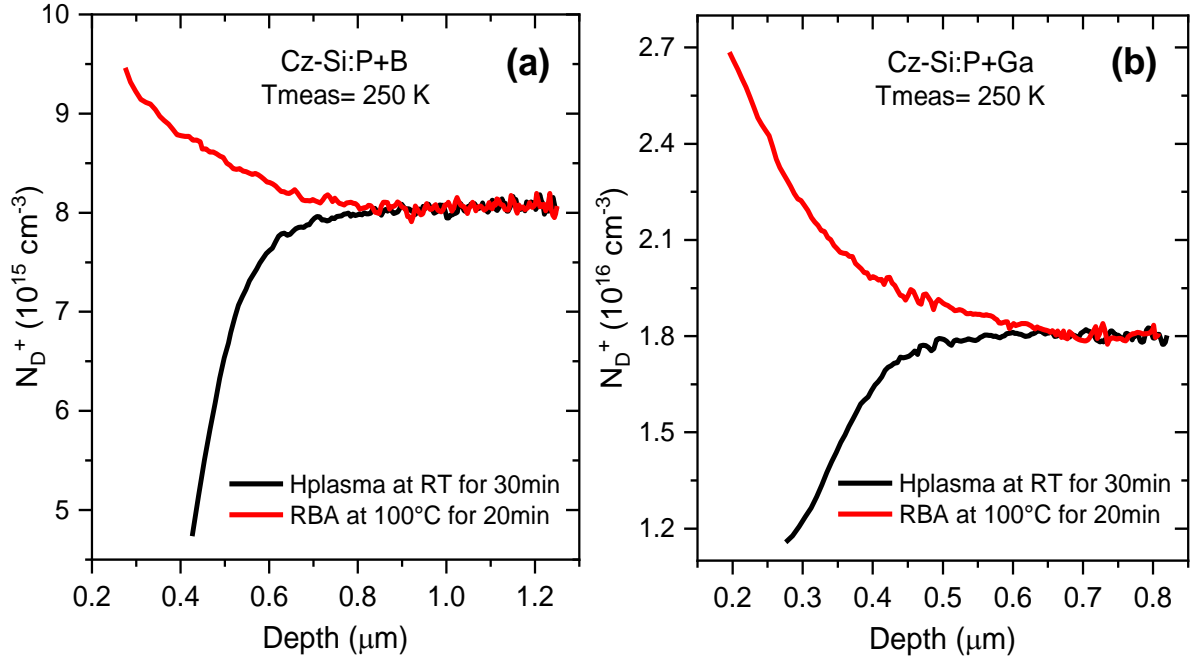 Cz-Si:P+B
Tmeas= 250 K
(a)
N_D^+ (10^15 cm^-3)
10
9
8
7
6
5
Hplasma at RT for 30min
RBA at 100°C for 20min
0.2 0.4 0.6 0.8 1.0 1.2
Depth (μm)
Cz-Si:P+Ga
Tmeas= 250 K
(b)
N_D^+ (10^16 cm^-3)
2.7
2.4
2.1
1.8
1.5
1.2
Hplasma at RT for 30min
RBA at 100°C for 20min
0.2 0.3 0.4 0.5 0.6 0.7 0.8
Depth (μm)